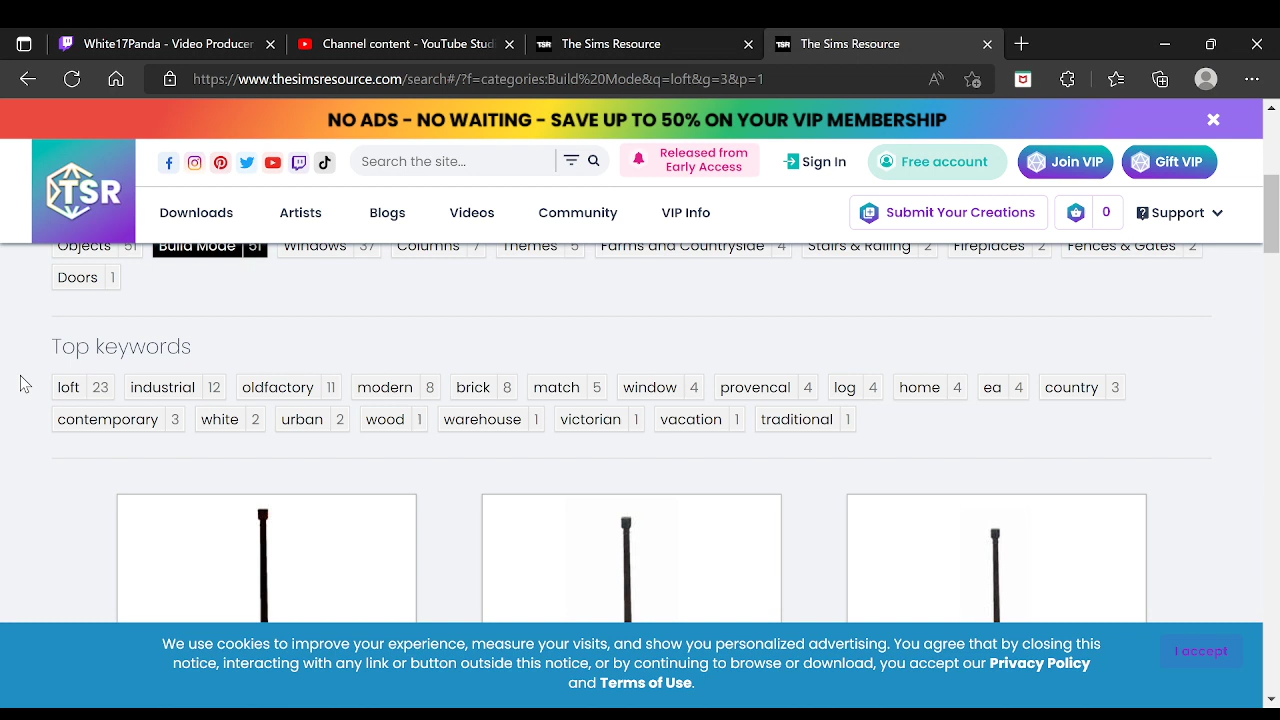 White17Panda - Video Producer
Channel content - YouTube Stud
TSR The Sims Resource
TSR The Sims Resource
https://www.thesimsresource.com/search#/?f=categories:Build%20Mode&q=loft&g=3&p=1
NO ADS - NO WAITING - SAVE UP TO 50% ON YOUR VIP MEMBERSHIP
TSR
Search the site...
Released from
Early Access
Sign In
Free account
Join VIP
Gift VIP
Downloads
Artists
Blogs
Videos
Community
VIP Info
Submit Your Creations
0
Support
Objects 51
Build Mode 51
Windows 37
Columns 7
Themes 5
Farms and Countryside 4
Stairs & Railing 2
Fireplaces 2
Fences & Gates 2
Doors 1
Top keywords
loft 23
industrial 12
oldfactory 11
modern 8
brick 8
match 5
window 4
provencal 4
log 4
home 4
ea 4
country 3
contemporary 3
white 2
urban 2
wood 1
warehouse 1
victorian 1
vacation 1
traditional 1
We use cookies to improve your experience, measure your visits, and show you personalized advertising. You agree that by closing this
notice, interacting with any link or button outside this notice, or by continuing to browse or download, you accept our Privacy Policy
and Terms of Use.
I accept